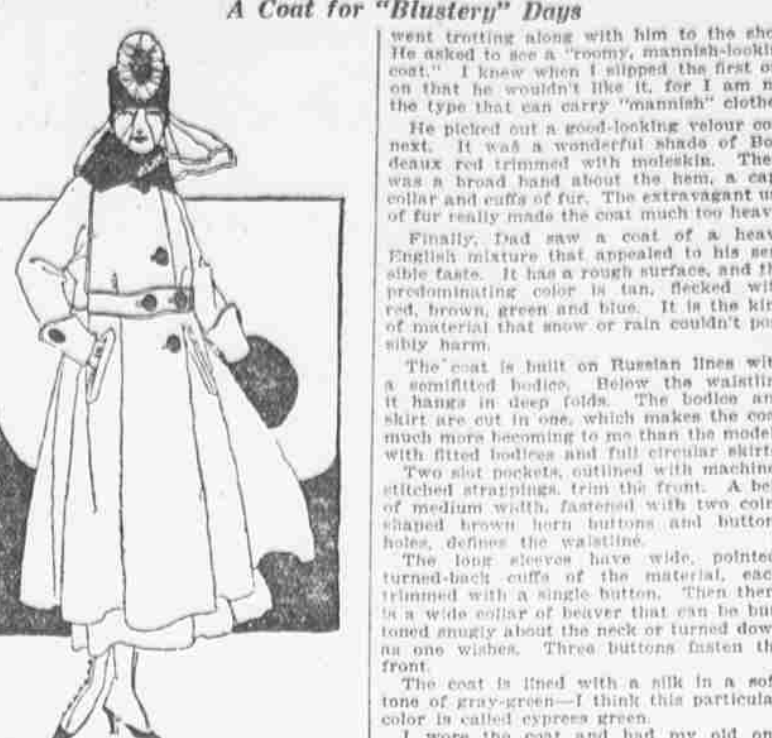 A Coat for "Blustery" Days
went trotting along with him to the
He asked to see a "roomy, mannish-
coat." I knew when I slipped the first
on that he wouldn't like it, for I am
the type that can carry "mannish"
He picked out a good-looking velour
next. It was a wonderful shade of
deaux red trimmed with moleskin.
was a broad band about the hem, a
collar and cuffs of fur. The extravagant
of fur really made the coat much too
Finally, Dad saw a coat of a
English mixture that appealed to his
sible taste. It has a rough surface, and
predominating color is tan, flecked
red, brown, green and blue. It is the
of material that snow or rain couldn't
sibly harm.
The coat is built on Russian lines
a semifitted bodice. Below the
it hangs in deep folds. The bodice
skirt are cut in one, which makes the
much more becoming to me than the
with fitted bodices and full circular
Two slot pockets, outlined with
stitched strappings, trim the front. A
of medium width, fastened with two
shaped brown horn buttons and
holes, defines the waistline.
The long sleeves have wide,
turned-back cuffs of the material,
trimmed with a single button. Then
is a wide collar of beaver that can be
toned snugly about the neck or turned
as one wishes. Three buttons fasten
front.
The coat is lined with a silk in a
tone of gray-green—I think this
color is called cypress green.
I wore the coat and had my old